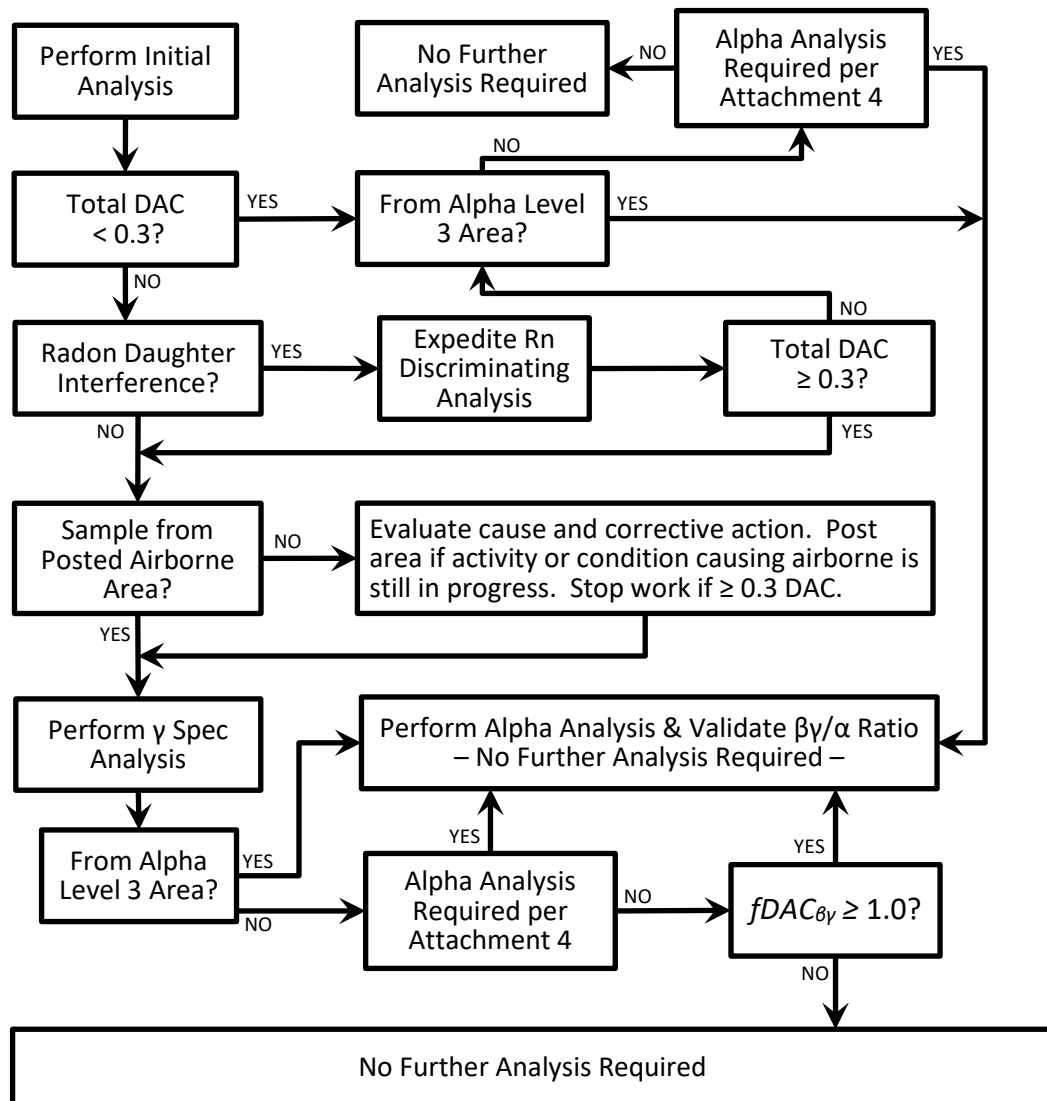 Perform Initial
Analysis
No Further
Analysis Required
NO
Alpha Analysis
Required per
Attachment 4
YES
NO
Total DAC
< 0.3?
YES
From Alpha Level
3 Area?
YES
NO
NO
Radon Daughter
Interference?
YES
Expedite Rn
Discriminating
Analysis
Total DAC
≥ 0.3?
NO
YES
Sample from
Posted Airborne
Area?
NO
Evaluate cause and corrective action.  Post
area if activity or condition causing airborne is
still in progress.  Stop work if ≥ 0.3 DAC.
YES
Perform γ Spec
Analysis
Perform Alpha Analysis & Validate βγ/α Ratio
– No Further Analysis Required –
From Alpha
Level 3 Area?
YES
NO
YES
Alpha Analysis
Required per
Attachment 4
NO
YES
fDACβγ ≥ 1.0?
NO
No Further Analysis Required